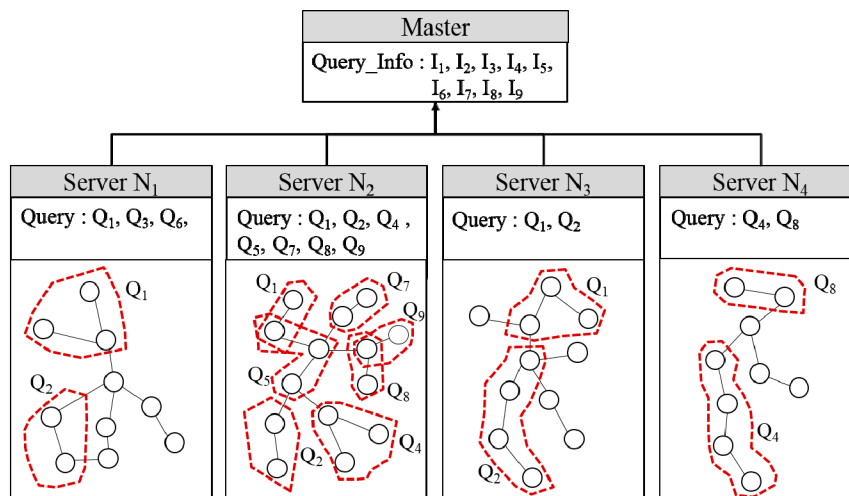 Master
Query_Info : I1, I2, I3, I4, I5,
I6, I7, I8, I9
Server N1
Query : Q1, Q3, Q6,
Q1
Q2
Server N2
Query : Q1, Q2, Q4 ,
Q5, Q7, Q8, Q9
Q1
Q7
Q9
Q5
Q8
Q2
Q4
Server N3
Query : Q1, Q2
Q1
Q2
Server N4
Query : Q4, Q8
Q8
Q4